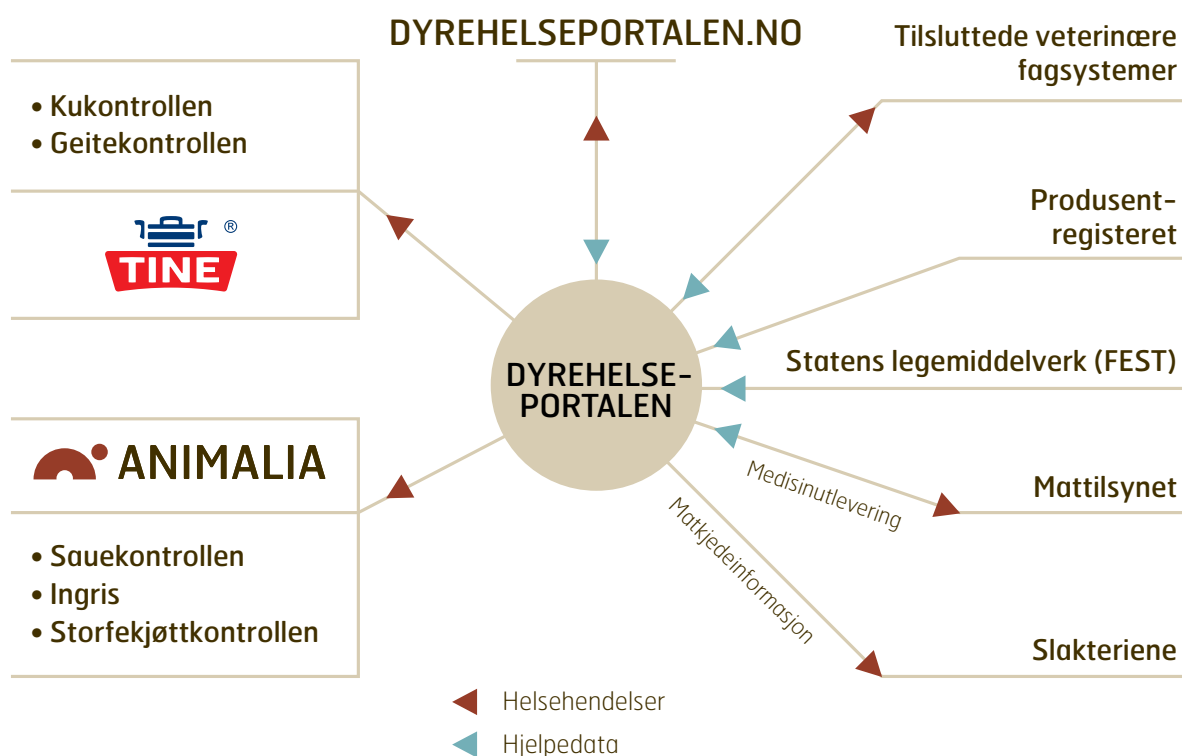 DYREHELSEPORTALEN.NO
• Kukontrollen
• Geitekontrollen
®
TINE
ANIMALIA
• Sauekontrollen
• Ingris
• Storfekjøttkontrollen
DYREHELSE-
PORTALEN
Tilsluttede veterinære
fagsystemer
Produsent-
registeret
Statens legemiddelverk (FEST)
Medisinutlevering
Mattilsynet
Matkjedeinformasjon
Slakteriene
Helsehendelser
Hjelpedata